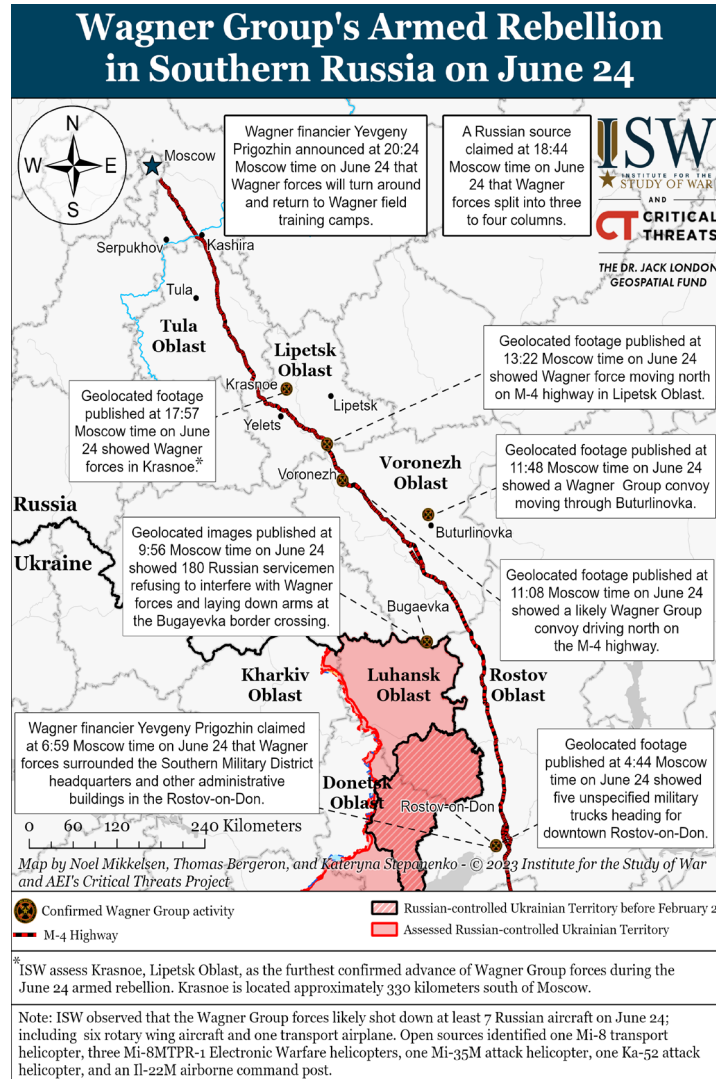 Wagner Group's Armed Rebellion
in Southern Russia on June 24
N
W
E
S
Moscow
Wagner financier Yevgeny
Prigozhin announced at 20:24
Moscow time on June 24 that
Wagner forces will turn around
and return to Wagner field
training camps.
A Russian source
claimed at 18:44
Moscow time on June
24 that Wagner
forces split into three
to four columns.
ISW
INSTITUTE FOR THE
STUDY OF WAR
AND
CT CRITICAL
THREATS
THE DR. JACK LONDON
GEOSPATIAL FUND
Serpukhov
Kashira
Tula
Tula
Oblast
Lipetsk
Oblast
Krasnoe
Lipetsk
Yelets
Geolocated footage published at
13:22 Moscow time on June 24
showed Wagner force moving north
on M-4 highway in Lipetsk Oblast.
Geolocated footage
published at 17:57
Moscow time on June
24 showed Wagner
forces in Krasnoe.*
Voronezh
Voronezh
Oblast
Geolocated footage published at
11:48 Moscow time on June 24
showed a Wagner Group convoy
moving through Buturlinovka.
Buturlinovka
Russia
Ukraine
Geolocated images published at
9:56 Moscow time on June 24
showed 180 Russian servicemen
refusing to interfere with Wagner
forces and laying down arms at
the Bugayevka border crossing.
Bugaevka
Geolocated footage published at
11:08 Moscow time on June 24
showed a likely Wagner Group
convoy driving north on
the M-4 highway.
Kharkiv
Oblast
Luhansk
Oblast
Rostov
Oblast
Wagner financier Yevgeny Prigozhin claimed
at 6:59 Moscow time on June 24 that Wagner
forces surrounded the Southern Military District
headquarters and other administrative
buildings in the Rostov-on-Don.
Donetsk
Oblast
Rostov-on-Don
Geolocated footage
published at 4:44 Moscow
time on June 24 showed
five unspecified military
trucks heading for
downtown Rostov-on-Don.
0 60 120 240 Kilometers
Map by Noel Mikkelsen, Thomas Bergeron, and Kateryna Stepanenko - © 2023 Institute for the Study of War
and AEI's Critical Threats Project
Confirmed Wagner Group activity
M-4 Highway
Russian-controlled Ukrainian Territory before February 2
Assessed Russian-controlled Ukrainian Territory
*ISW assess Krasnoe, Lipetsk Oblast, as the furthest confirmed advance of Wagner Group forces during the
June 24 armed rebellion. Krasnoe is located approximately 330 kilometers south of Moscow.
Note: ISW observed that the Wagner Group forces likely shot down at least 7 Russian aircraft on June 24;
including six rotary wing aircraft and one transport airplane. Open sources identified one Mi-8 transport
helicopter, three Mi-8MTPR-1 Electronic Warfare helicopters, one Mi-35M attack helicopter, one Ka-52 attack
helicopter, and an Il-22M airborne command post.